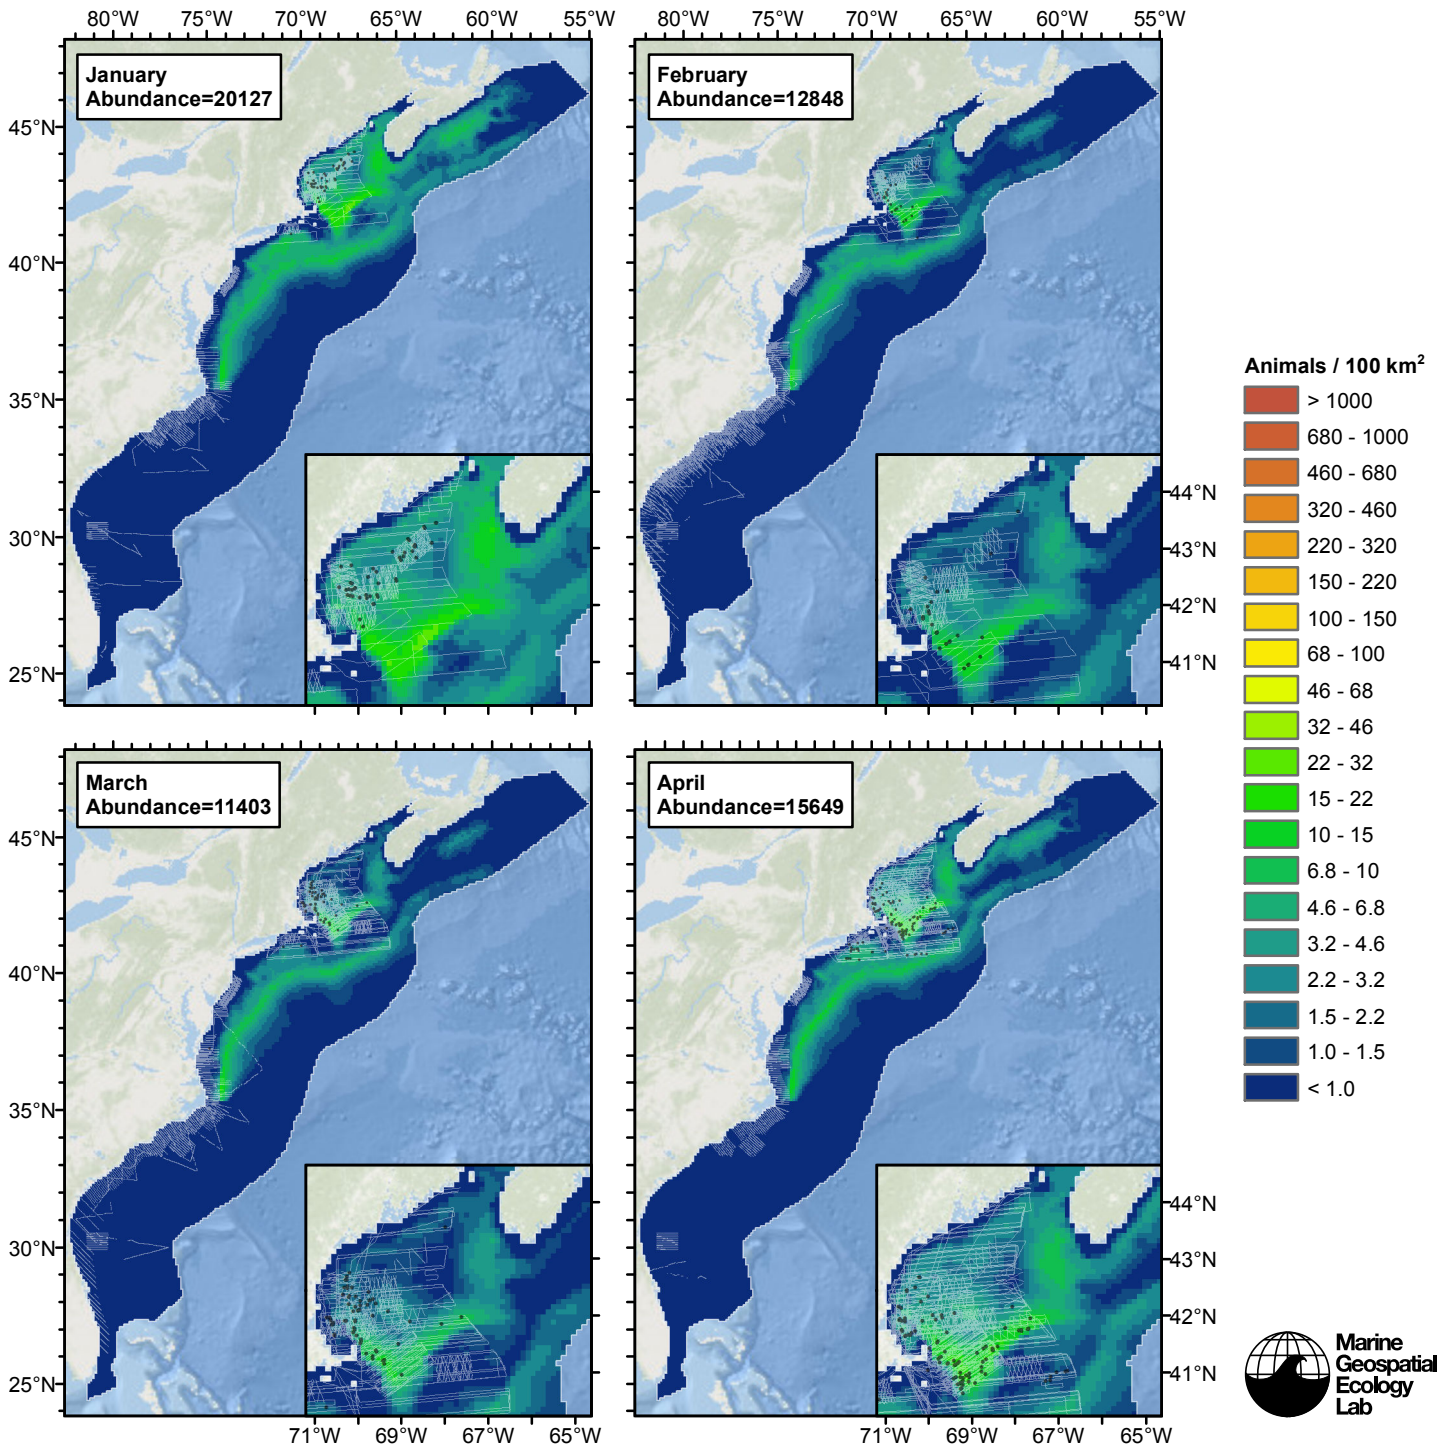 80°W 75°W 70°W 65°W 60°W 55°W 80°W 75°W 70°W 65°W 60°W 55°W
January
Abundance=20127
February
Abundance=12848
45°N
40°N
35°N
30°N
25°N
44°N
43°N
42°N
41°N
March
Abundance=11403
April
Abundance=15649
45°N
40°N
35°N
30°N
25°N
44°N
43°N
42°N
41°N
71°W 69°W 67°W 65°W 71°W 69°W 67°W 65°W
Animals / 100 km²
> 1000
680 - 1000
460 - 680
320 - 460
220 - 320
150 - 220
100 - 150
68 - 100
46 - 68
32 - 46
22 - 32
15 - 22
10 - 15
6.8 - 10
4.6 - 6.8
3.2 - 4.6
2.2 - 3.2
1.5 - 2.2
1.0 - 1.5
< 1.0
Marine
Geospatial
Ecology
Lab